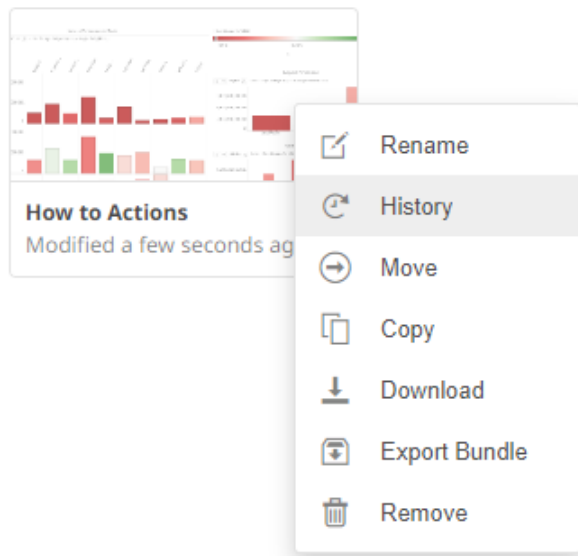 How to Actions
Modified a few seconds ag
Rename
History
Move
Copy
Download
Export Bundle
Remove